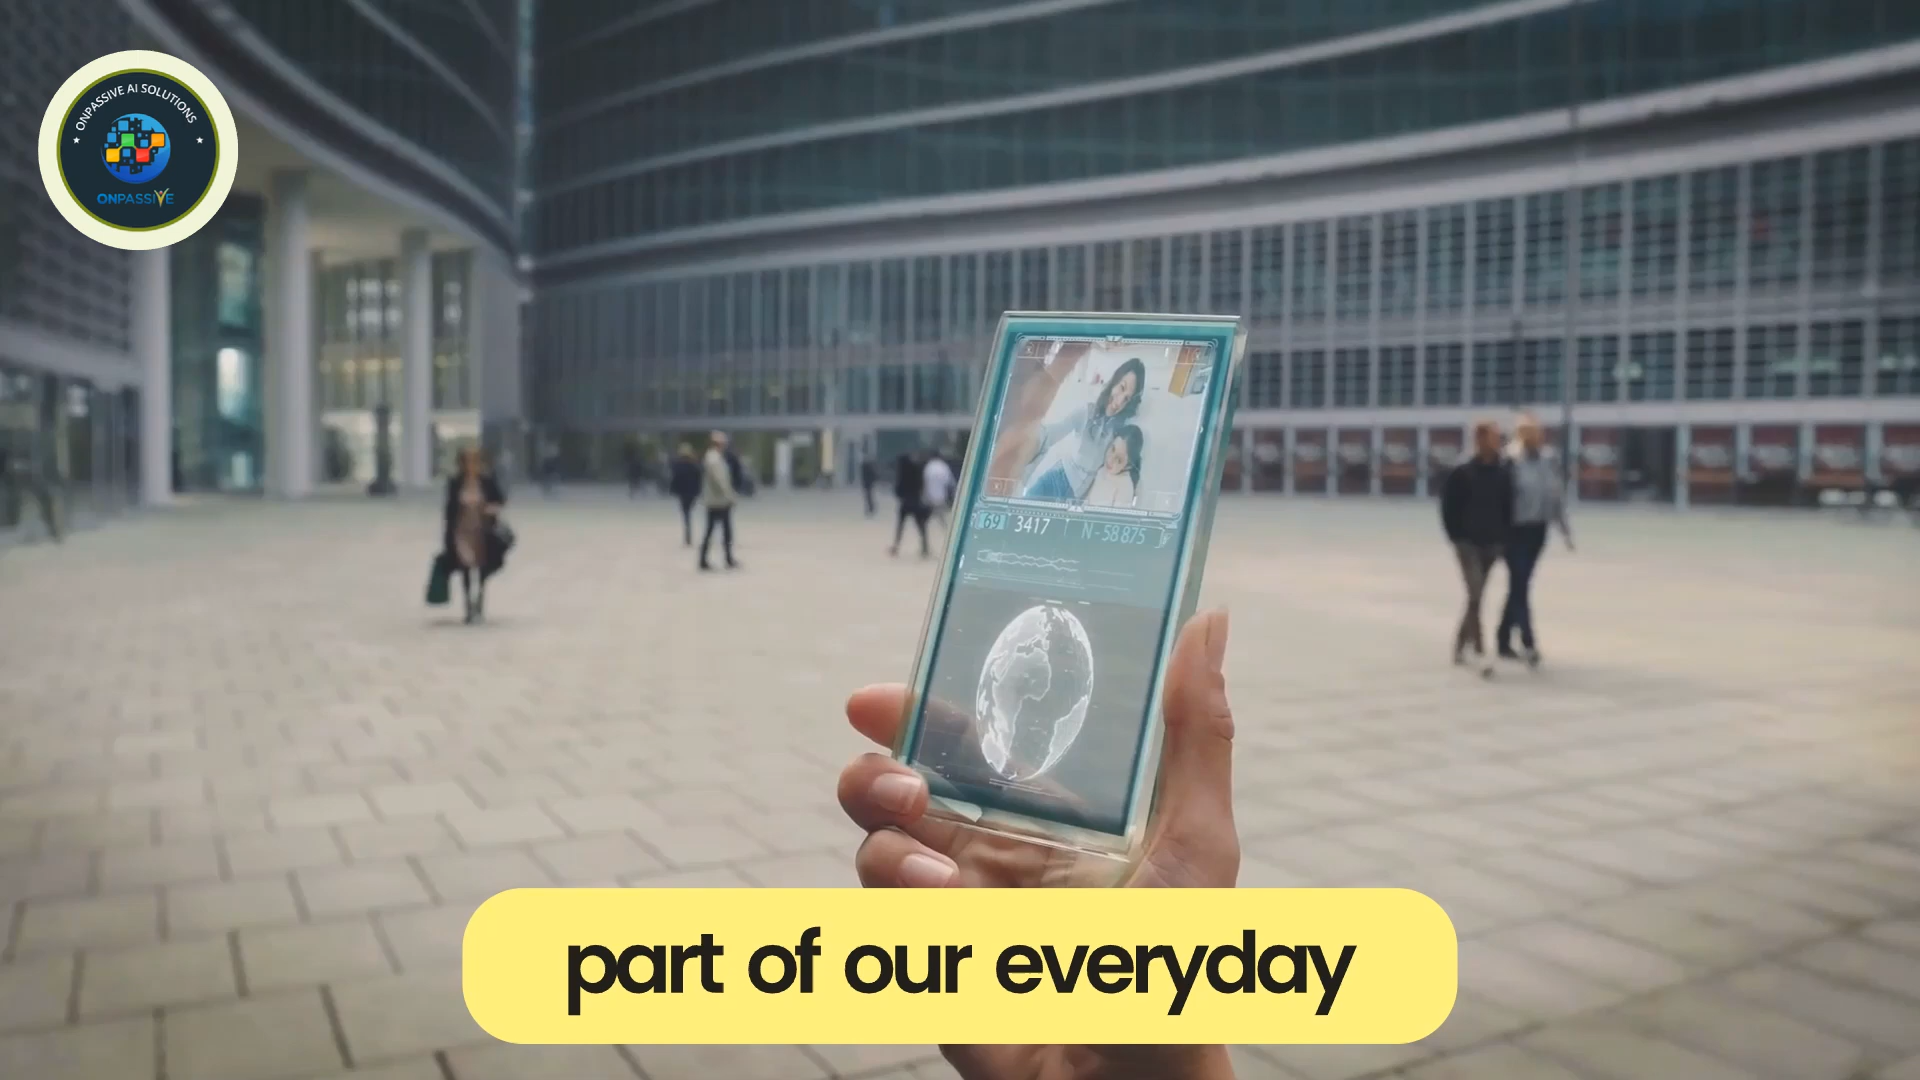 ONPASSIVE AI SOLUTIONS
ONPASSIVE
69 3417 N-58875
part of our everyday